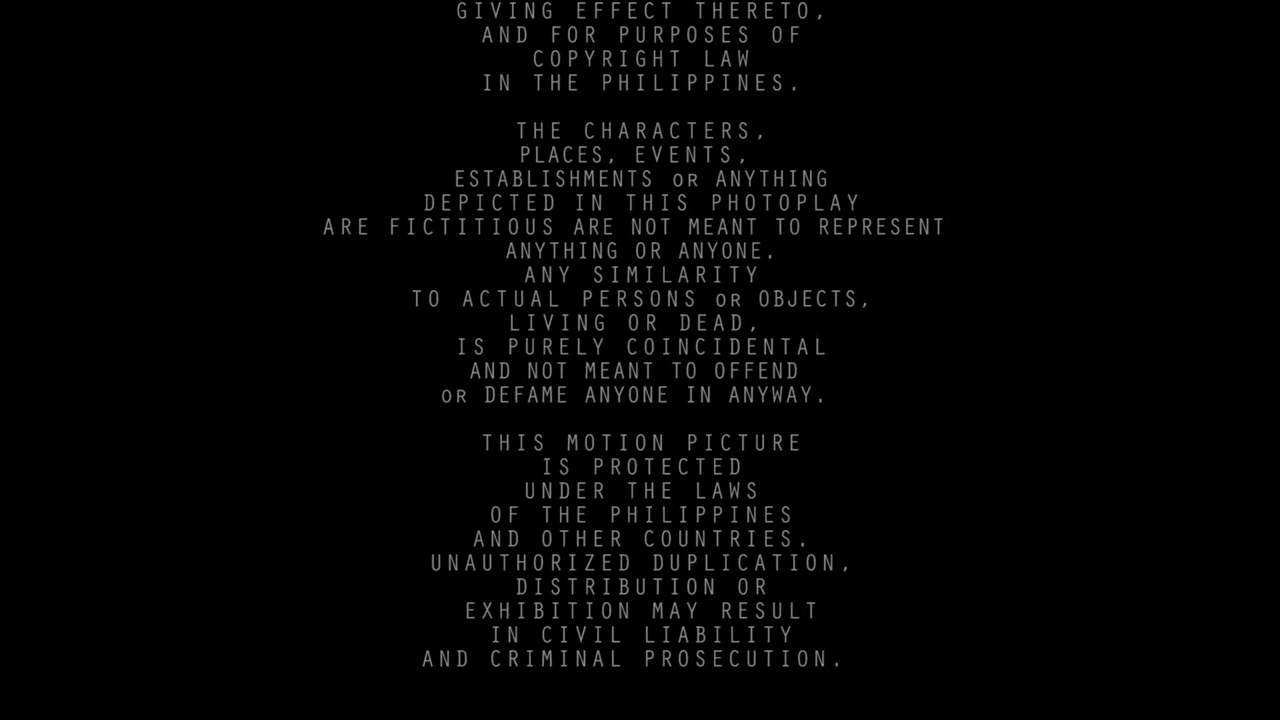 GIVING EFFECT THERETO,
AND FOR PURPOSES OF
COPYRIGHT LAW
IN THE PHILIPPINES.
THE CHARACTERS,
PLACES, EVENTS,
ESTABLISHMENTS or ANYTHING
DEPICTED IN THIS PHOTOPLAY
ARE FICTITIOUS ARE NOT MEANT TO REPRESENT
ANYTHING OR ANYONE.
ANY SIMILARITY
TO ACTUAL PERSONS or OBJECTS,
LIVING OR DEAD,
IS PURELY COINCIDENTAL
AND NOT MEANT TO OFFEND
or DEFAME ANYONE IN ANYWAY.
THIS MOTION PICTURE
IS PROTECTED
UNDER THE LAWS
OF THE PHILIPPINES
AND OTHER COUNTRIES.
UNAUTHORIZED DUPLICATION,
DISTRIBUTION OR
EXHIBITION MAY RESULT
IN CIVIL LIABILITY
AND CRIMINAL PROSECUTION.